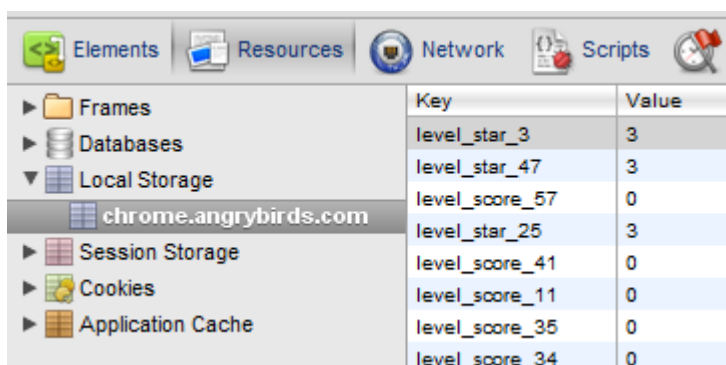 Elements Resources Network Scripts
Frames
Databases
Local Storage
chrome.angrybirds.com
Session Storage
Cookies
Application Cache
Key Value
level_star_3 3
level_star_47 3
level_score_57 0
level_star_25 3
level_score_41 0
level_score_11 0
level_score_35 0
level_score_34 0